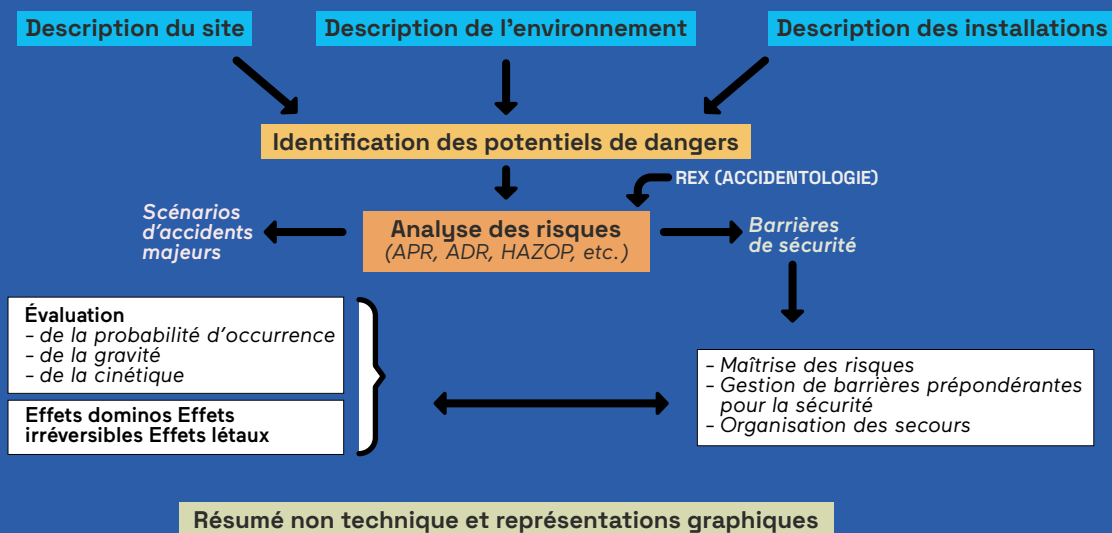 Description du site
Description de l'environnement
Description des installations
Identification des potentiels de dangers
REX (ACCIDENTOLOGIE)
Scénarios
d'accidents
majeurs
Analyse des risques
(APR, ADR, HAZOP, etc.)
Barrières
de sécurité
Évaluation
- de la probabilité d'occurrence
- de la gravité
- de la cinétique
Effets dominos Effets
irréversibles Effets létaux
- Maîtrise des risques
- Gestion de barrières prépondérantes
pour la sécurité
- Organisation des secours
Résumé non technique et représentations graphiques